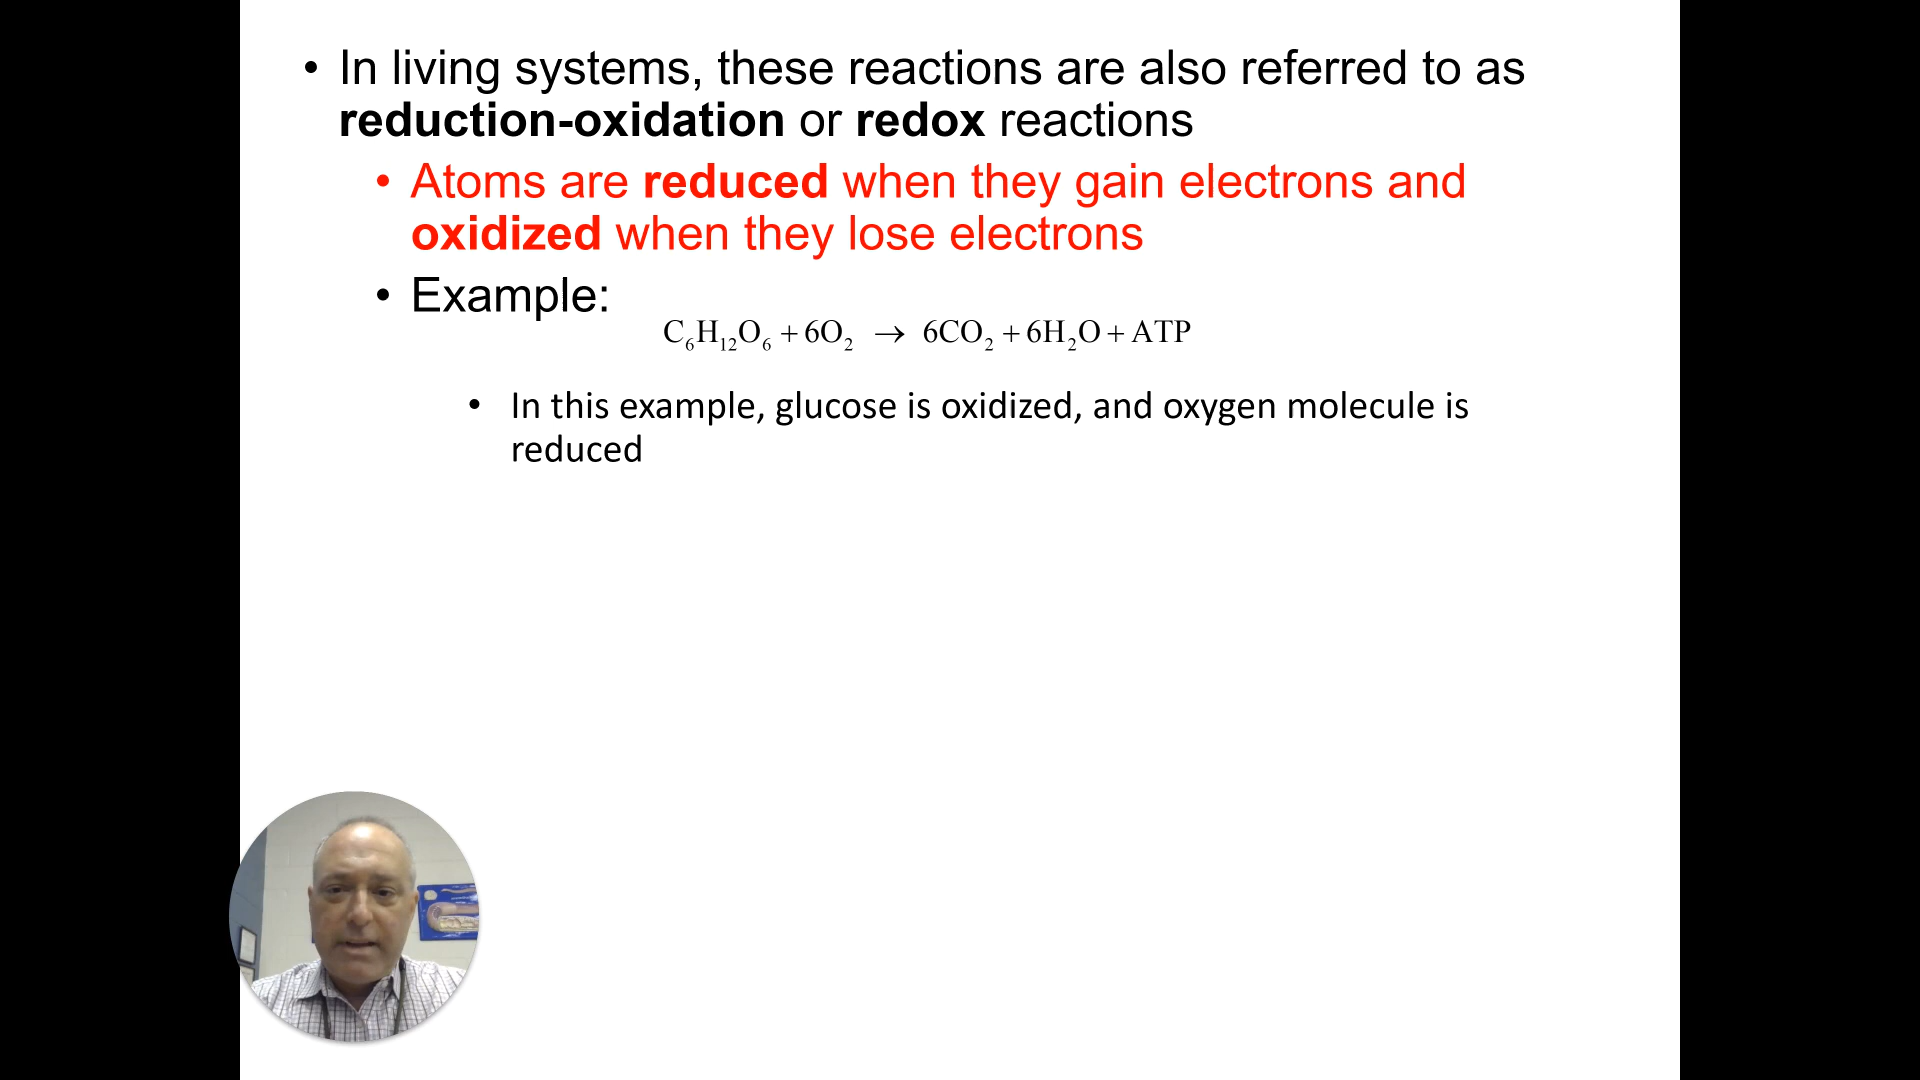 • In living systems, these reactions are also referred to as
reduction-oxidation or redox reactions
• Atoms are reduced when they gain electrons and
oxidized when they lose electrons
• Example:
C₆H₁₂O₆ + 6O₂ → 6CO₂ + 6H₂O + ATP
• In this example, glucose is oxidized, and oxygen molecule is
reduced